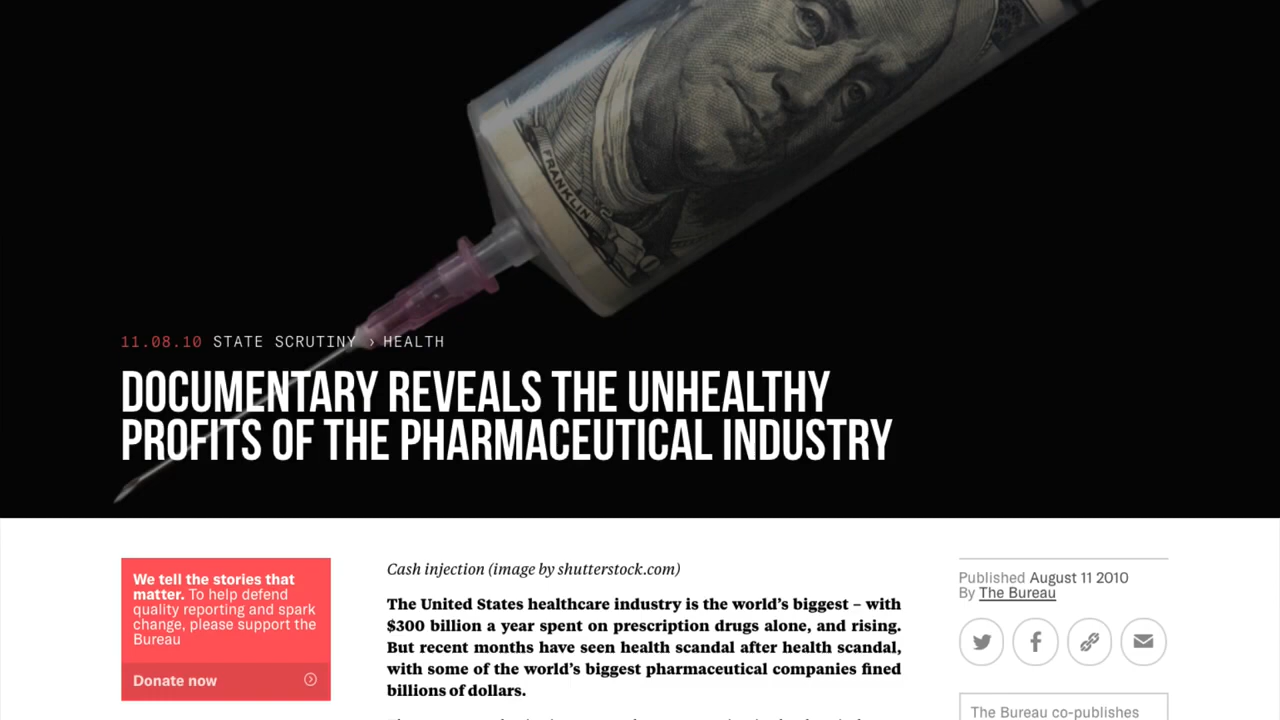 FRANKLIN
11.08.10 STATE SCRUTINY › HEALTH
DOCUMENTARY REVEALS THE UNHEALTHY
PROFITS OF THE PHARMACEUTICAL INDUSTRY
We tell the stories that
matter. To help defend
quality reporting and spark
change, please support the
Bureau
Donate now
Cash injection (image by shutterstock.com)
The United States healthcare industry is the world’s biggest – with
$300 billion a year spent on prescription drugs alone, and rising.
But recent months have seen health scandal after health scandal,
with some of the world’s biggest pharmaceutical companies fined
billions of dollars.
Published August 11 2010
By The Bureau
The Bureau co-publishes